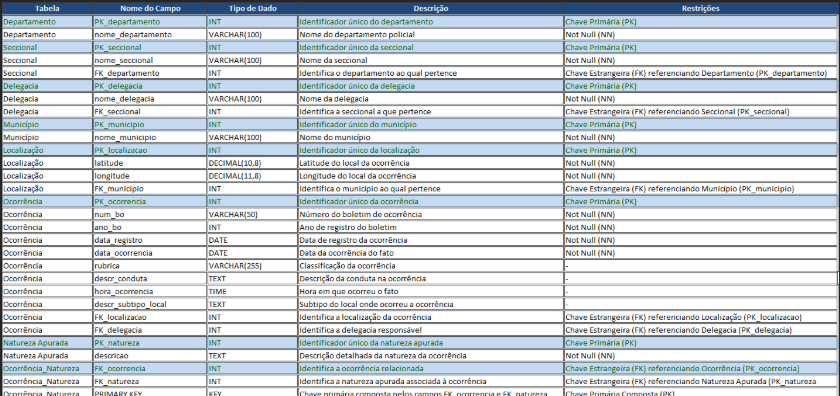 Tabela Nome do Campo Tipo de Dado Descrição Restrições
Departamento PK_departamento INT Identificador único do departamento Chave Primária (PK)
Departamento nome_departamento VARCHAR(100) Nome do departamento policial Not Null (NN)
Seccional PK_seccional INT Identificador único da seccional Chave Primária (PK)
Seccional nome_seccional VARCHAR(100) Nome da seccional Not Null (NN)
Seccional FK_departamento INT Identifica o departamento ao qual pertence Chave Estrangeira (FK) referenciando Departamento (PK_departamento)
Delegacia PK_delegacia INT Identificador único da delegacia Chave Primária (PK)
Delegacia nome_delegacia VARCHAR(100) Nome da delegacia Not Null (NN)
Delegacia FK_seccional INT Identifica a seccional a que pertence Chave Estrangeira (FK) referenciando Seccional (PK_seccional)
Município PK_municipio INT Identificador único do município Chave Primária (PK)
Município nome_municipio VARCHAR(100) Nome do município Not Null (NN)
Localização PK_localizacao INT Identificador único da localização Chave Primária (PK)
Localização latitude DECIMAL(10,8) Latitude do local da ocorrência Not Null (NN)
Localização longitude DECIMAL(11,8) Longitude do local da ocorrência Not Null (NN)
Localização FK_municipio INT Identifica o município ao qual pertence Chave Estrangeira (FK) referenciando Município (PK_municipio)
Ocorrência PK_ocorrencia INT Identificador único da ocorrência Chave Primária (PK)
Ocorrência num_bo VARCHAR(50) Número do boletim de ocorrência Not Null (NN)
Ocorrência ano_bo INT Ano de registro do boletim Not Null (NN)
Ocorrência data_registro DATE Data de registro da ocorrência Not Null (NN)
Ocorrência data_ocorrencia DATE Data da ocorrência do fato Not Null (NN)
Ocorrência rubrica VARCHAR(255) Classificação da ocorrência -
Ocorrência descr_conduta TEXT Descrição da conduta na ocorrência -
Ocorrência hora_ocorrencia TIME Hora em que ocorreu o fato -
Ocorrência descr_subtipo_local TEXT Subtipo do local onde ocorreu a ocorrência -
Ocorrência FK_localizacao INT Identifica a localização da ocorrência Chave Estrangeira (FK) referenciando Localização (PK_localizacao)
Ocorrência FK_delegacia INT Identifica a delegacia responsável Chave Estrangeira (FK) referenciando Delegacia (PK_delegacia)
Natureza Apurada PK_natureza INT Identificador único da natureza apurada Chave Primária (PK)
Natureza Apurada descricao TEXT Descrição detalhada da natureza da ocorrência Not Null (NN)
Ocorrência_Natureza FK_ocorrencia INT Identifica a ocorrência relacionada Chave Estrangeira (FK) referenciando Ocorrência (PK_ocorrencia)
Ocorrência_Natureza FK_natureza INT Identifica a natureza apurada associada à ocorrência Chave Estrangeira (FK) referenciando Natureza Apurada (PK_natureza
Ocorrência_Natureza PRIMARY KEY KEY Chave primária composta pelos campos FK_ocorrencia e FK_natureza Chave Primária Composta (PK)